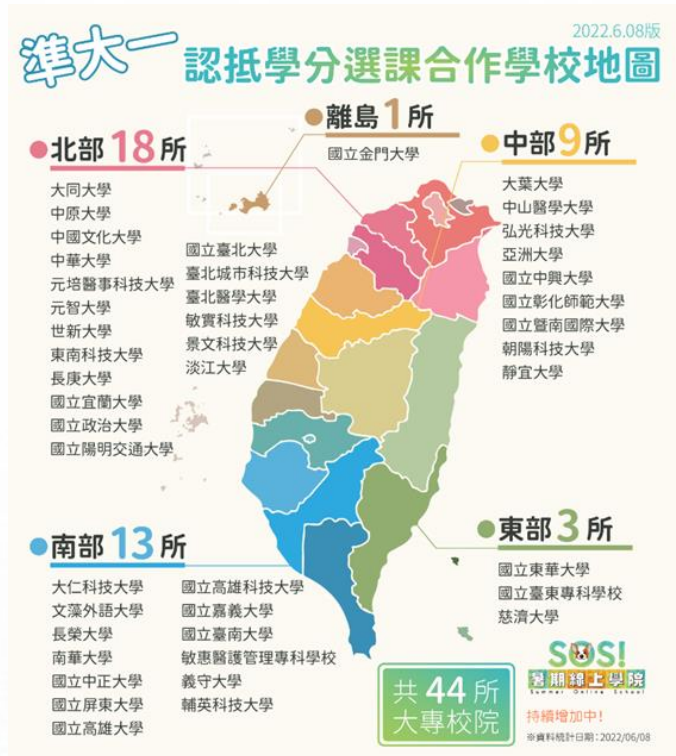 2022.6.08版
準大一
認抵學分選課合作學校地圖
離島1所
國立金門大學
北部18所
大同大學
中原大學
中國文化大學
中華大學
元培醫事科技大學
元智大學
世新大學
東南科技大學
長庚大學
國立宜蘭大學
國立政治大學
國立陽明交通大學
國立臺北大學
臺北城市科技大學
臺北醫學大學
敏實科技大學
景文科技大學
淡江大學
中部9所
大葉大學
中山醫學大學
弘光科技大學
亞洲大學
國立中興大學
國立彰化師範大學
國立暨南國際大學
朝陽科技大學
靜宜大學
南部13所
大仁科技大學
文藻外語大學
長榮大學
南華大學
國立中正大學
國立屏東大學
國立高雄大學
國立高雄科技大學
國立嘉義大學
國立臺南大學
敏惠醫護管理專科學校
義守大學
輔英科技大學
東部3所
國立東華大學
國立臺東專科學校
慈濟大學
共44所
大專校院
SOS!
暑期線上學院
Summer Online School
持續增加中!
※資料統計日期:2022/06/08